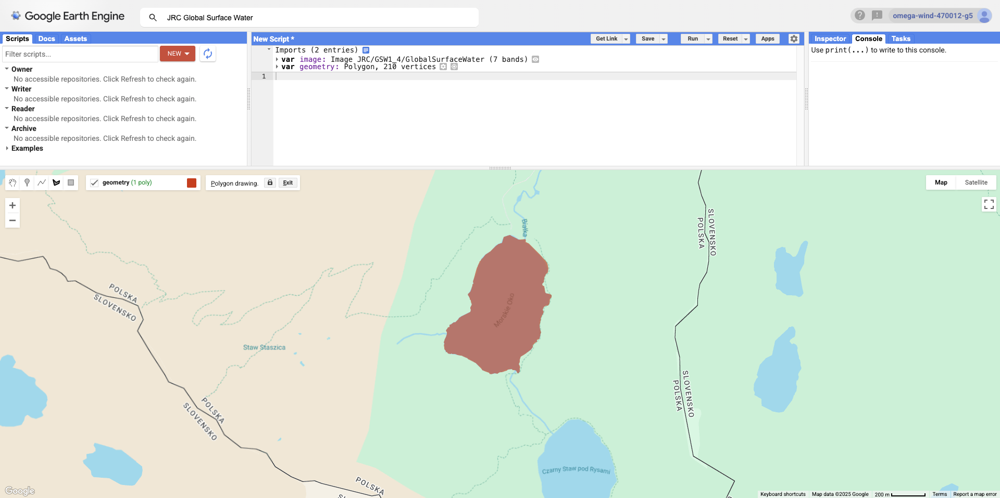 Google Earth Engine
JRC Global Surface Water
omega-wind-470012-g5
Scripts Docs Assets
New Script *
Get Link Save Run Reset Apps
Inspector Console Tasks
Filter scripts...
NEW
Owner
No accessible repositories. Click Refresh to check again.
Writer
No accessible repositories. Click Refresh to check again.
Reader
No accessible repositories. Click Refresh to check again.
Archive
No accessible repositories. Click Refresh to check again.
Examples
Imports (2 entries)
var image: Image JRC/GSW1_4/GlobalSurfaceWater (7 bands)
var geometry: Polygon, 210 vertices
1
Use print(...) to write to this console.
geometry (1 poly)
Polygon drawing. Exit
Map Satellite
+
−
Białka
SLOVENSKO
POLSKA
POLSKA
SLOVENSKO
Morskie Oko
Staw Staszica
SLOVENSKO
POLSKA
POLSKA
SLOVENSKO
Czarny Staw pod Rysami
POLSKA
Google
Keyboard shortcuts Map data ©2025 Google 200 m Terms Report a map error